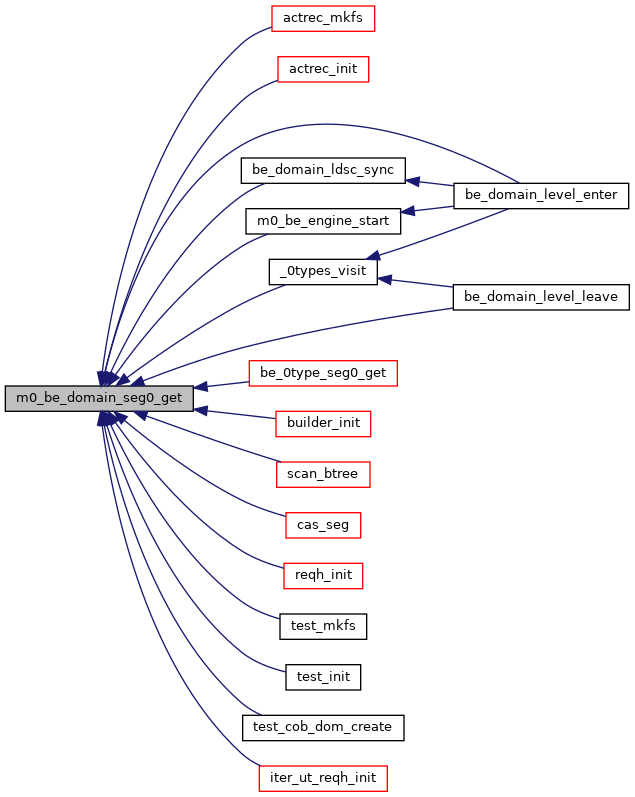 actrec_mkfs
actrec_init
be_domain_ldsc_sync
be_domain_level_enter
m0_be_engine_start
_0types_visit
be_domain_level_leave
be_0type_seg0_get
m0_be_domain_seg0_get
builder_init
scan_btree
cas_seg
reqh_init
test_mkfs
test_init
test_cob_dom_create
iter_ut_reqh_init